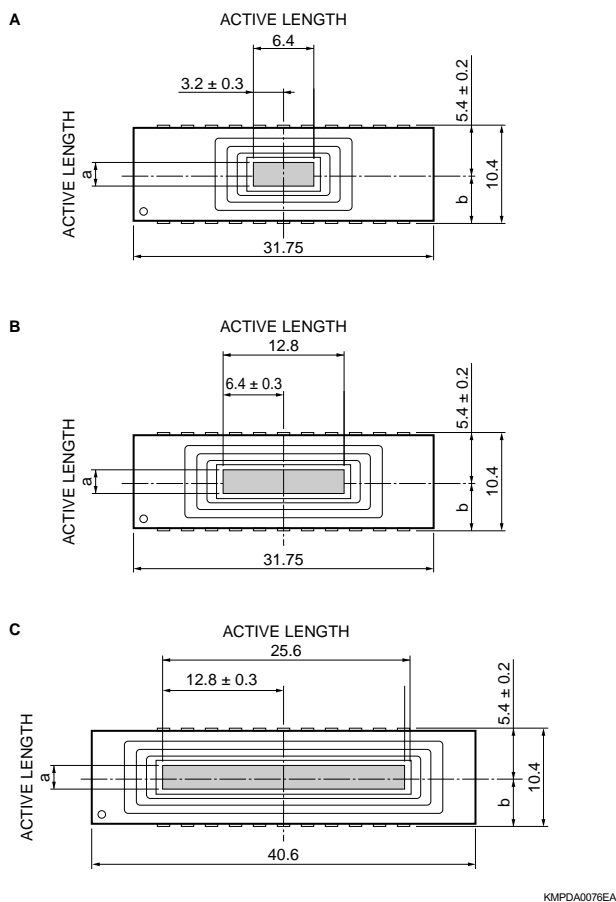 A
ACTIVE LENGTH
6.4
3.2 ± 0.3
5.4 ± 0.2
ACTIVE LENGTH
a
b
10.4
31.75
B
ACTIVE LENGTH
12.8
6.4 ± 0.3
5.4 ± 0.2
ACTIVE LENGTH
a
b
10.4
31.75
C
ACTIVE LENGTH
25.6
12.8 ± 0.3
5.4 ± 0.2
ACTIVE LENGTH
a
b
10.4
40.6
KMPDA0076EA